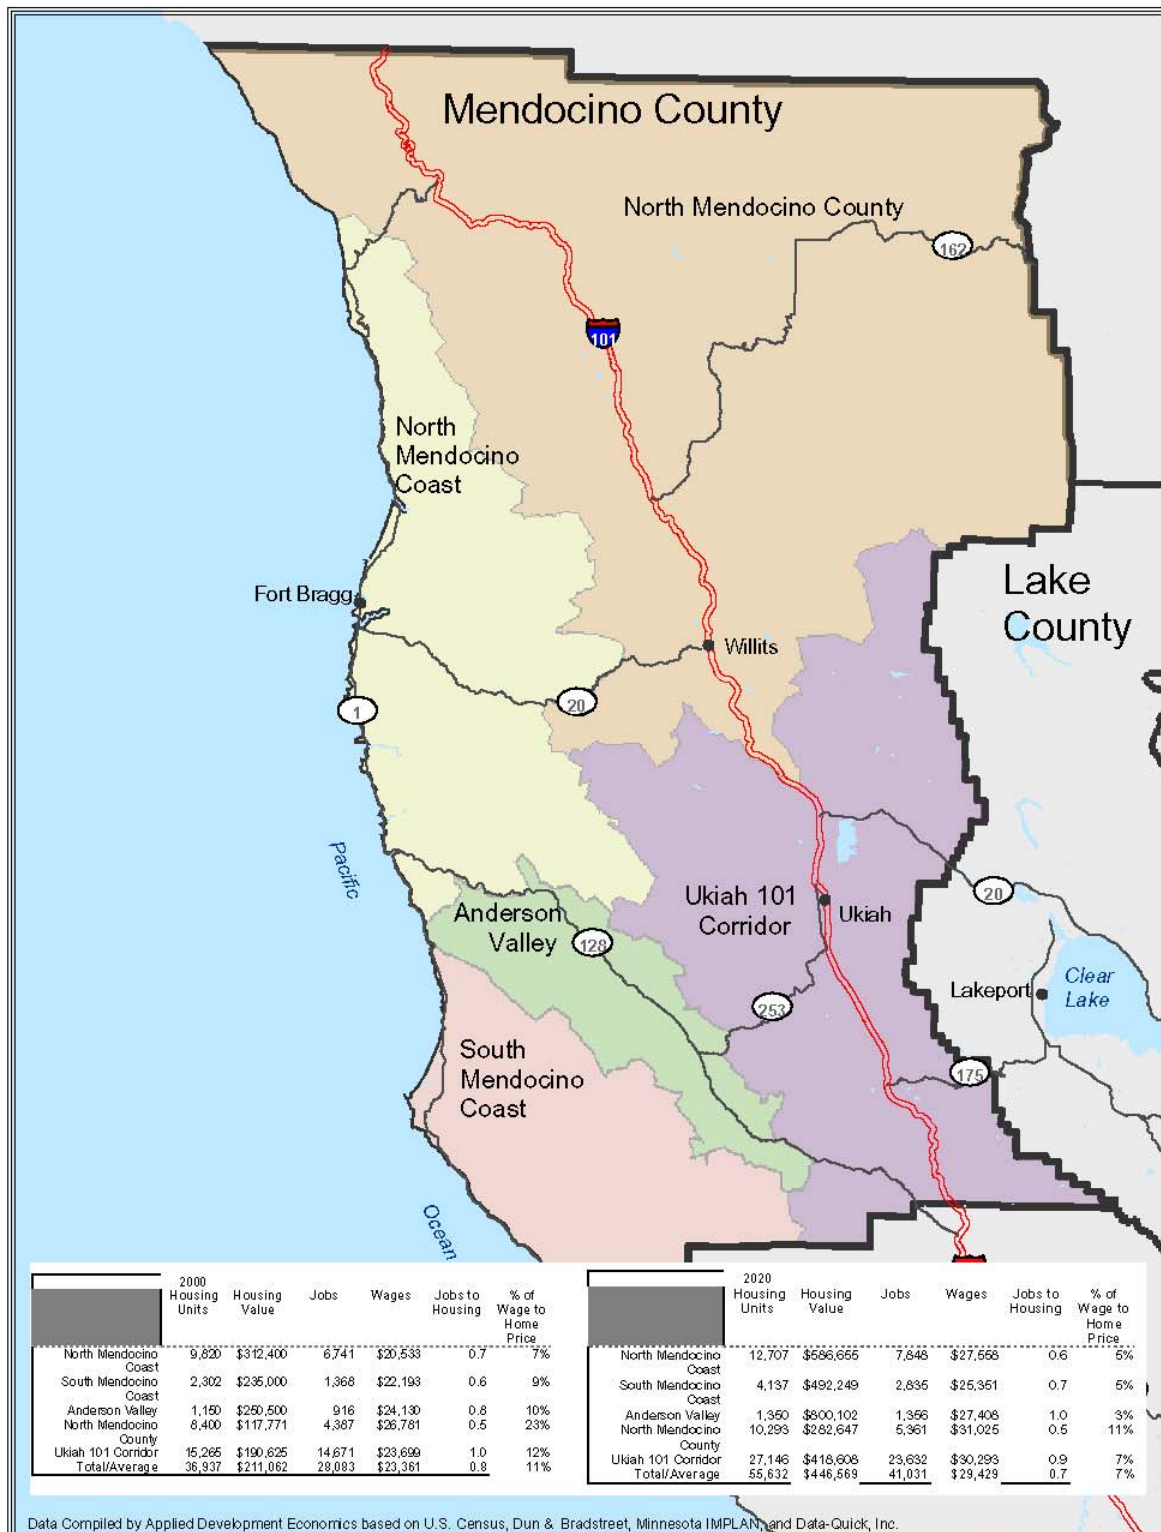 Mendocino County
North Mendocino County
162
101
North
Mendocino
Coast
Lake
County
Fort Bragg
Willits
20
1
Pacific
Ukiah 101
Corridor
Ukiah
20
Anderson
Valley
128
Clear
Lake
Lakeport
253
South
Mendocino
Coast
175
Ocean
2000
Housing Units Housing Value Jobs Wages Jobs to Housing % of Wage to Home Price
North Mendocino Coast 9,820 $312,400 6,741 $20,533 0.7 7%
South Mendocino Coast 2,302 $235,000 1,368 $22,193 0.6 9%
Anderson Valley 1,150 $250,500 916 $24,130 0.8 10%
North Mendocino County 8,400 $117,771 4,387 $26,781 0.5 23%
Ukiah 101 Corridor 15,265 $190,625 14,671 $23,699 1.0 12%
Total/Average 36,937 $211,062 28,083 $23,361 0.8 11%
2020
Housing Units Housing Value Jobs Wages Jobs to Housing % of Wage to Home Price
North Mendocino Coast 12,707 $586,655 7,848 $27,558 0.6 5%
South Mendocino Coast 4,137 $492,249 2,835 $25,351 0.7 5%
Anderson Valley 1,350 $800,102 1,356 $27,408 1.0 3%
North Mendocino County 10,293 $282,647 5,361 $31,025 0.5 11%
Ukiah 101 Corridor 27,146 $418,608 23,632 $30,293 0.9 7%
Total/Average 55,632 $446,569 41,031 $29,429 0.7 7%
Data Compiled by Applied Development Economics based on U.S. Census, Dun & Bradstreet, Minnesota IMPLAN, and Data-Quick, Inc.